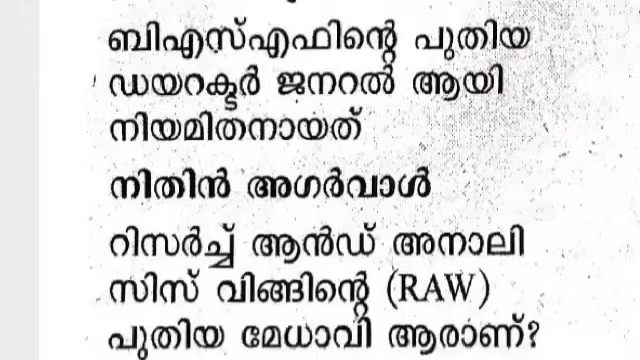 ബിഎസ്എഫിന്റെ പുതിയ
ഡയറക്ടർ ജനറൽ ആയി
നിയമിതനായത്
നിതിൻ അഗർവാൾ
റിസർച്ച് ആൻഡ് അനാലി
സിസ് വിങ്ങിന്റെ (RAW)
പുതിയ മേധാവി ആരാണ്?